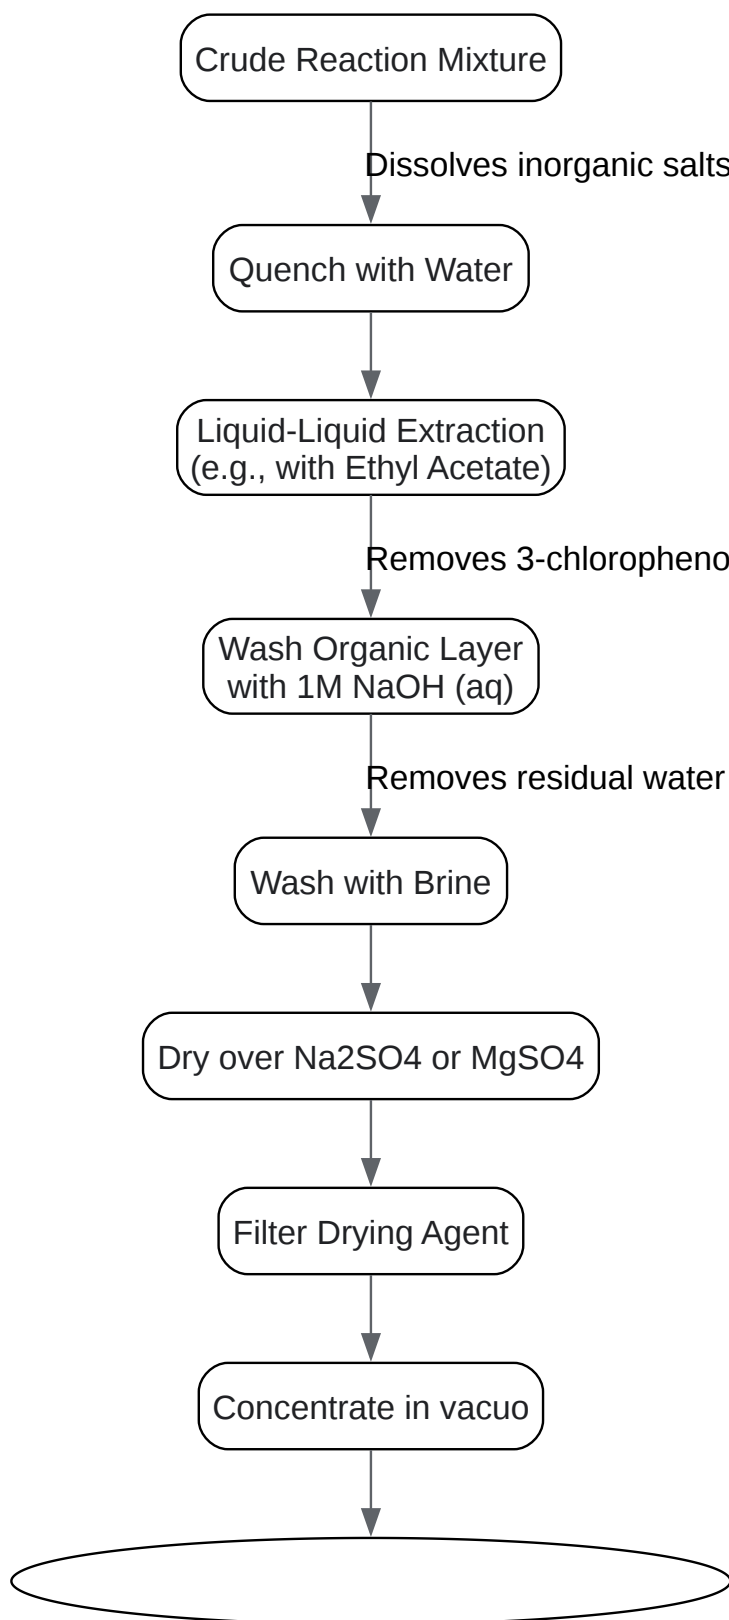 Crude Reaction Mixture
Dissolves inorganic salts
Quench with Water
Liquid-Liquid Extraction
(e.g., with Ethyl Acetate)
Removes 3-chloropheno
Wash Organic Layer
with 1M NaOH (aq)
Removes residual water
Wash with Brine
Dry over Na2SO4 or MgSO4
Filter Drying Agent
Concentrate in vacuo